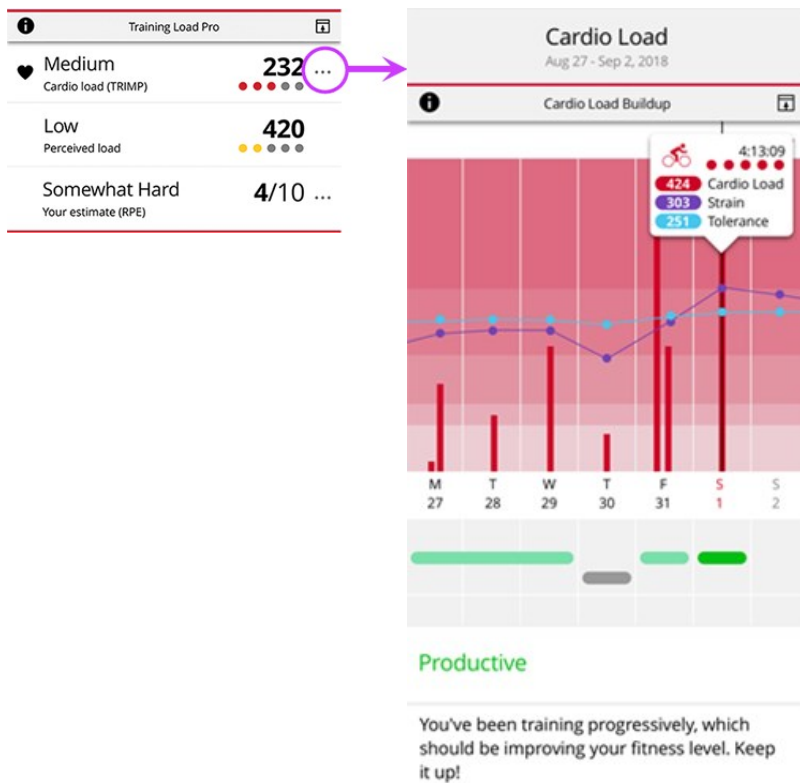 Training Load Pro
Medium
232
Cardio load (TRIMP)
Low
420
Perceived load
Somewhat Hard
4/10
Your estimate (RPE)
Cardio Load
Aug 27 - Sep 2, 2018
Cardio Load Buildup
4:13:09
424 Cardio Load
303 Strain
251 Tolerance
M T W T F S S
27 28 29 30 31 1 2
Productive
You've been training progressively, which
should be improving your fitness level. Keep
it up!